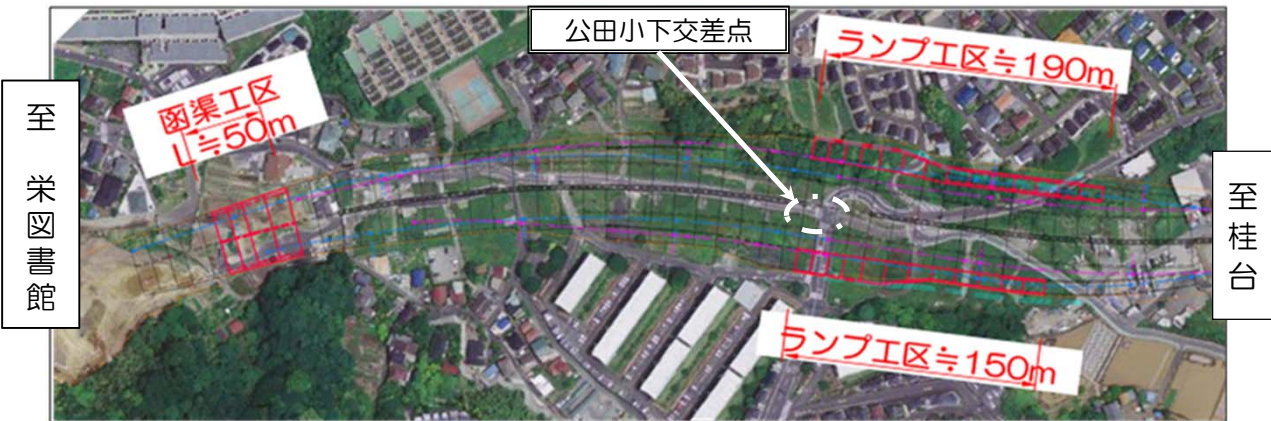 公田小下交差点
ランプ工区≒190m
函渠工区
L≒50m
至 栄図書館
至桂台
ランプ工区≒150m